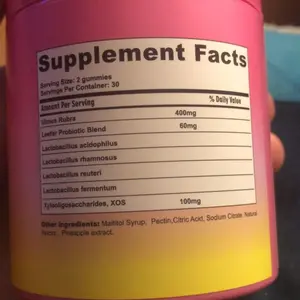 Supplement Facts
Serving Size: 2 gummies
Servings Per Container: 30
Amount Per Serving % Daily Value
Ulmus Rubra 400mg
Leefer Probiotic Blend 60mg
Lactobacillus acidophilus
Lactobacillus rhamnosus
Lactobacillus reuteri
Lactobacillus fermentum
Xylooligosaccharides, XOS 100mg
Other Ingredients: Maltitol Syrup, Pectin,Citric Acid, Sodium Citrate Natural
Pineapple extract.